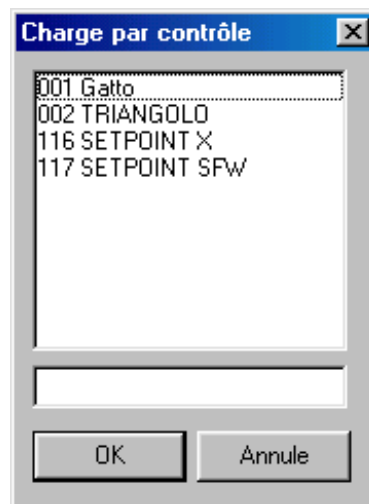 Charge par contrôle
001 Gatto
002 TRIANGOLO
116 SETPOINT X
117 SETPOINT SFW
OK
Annule